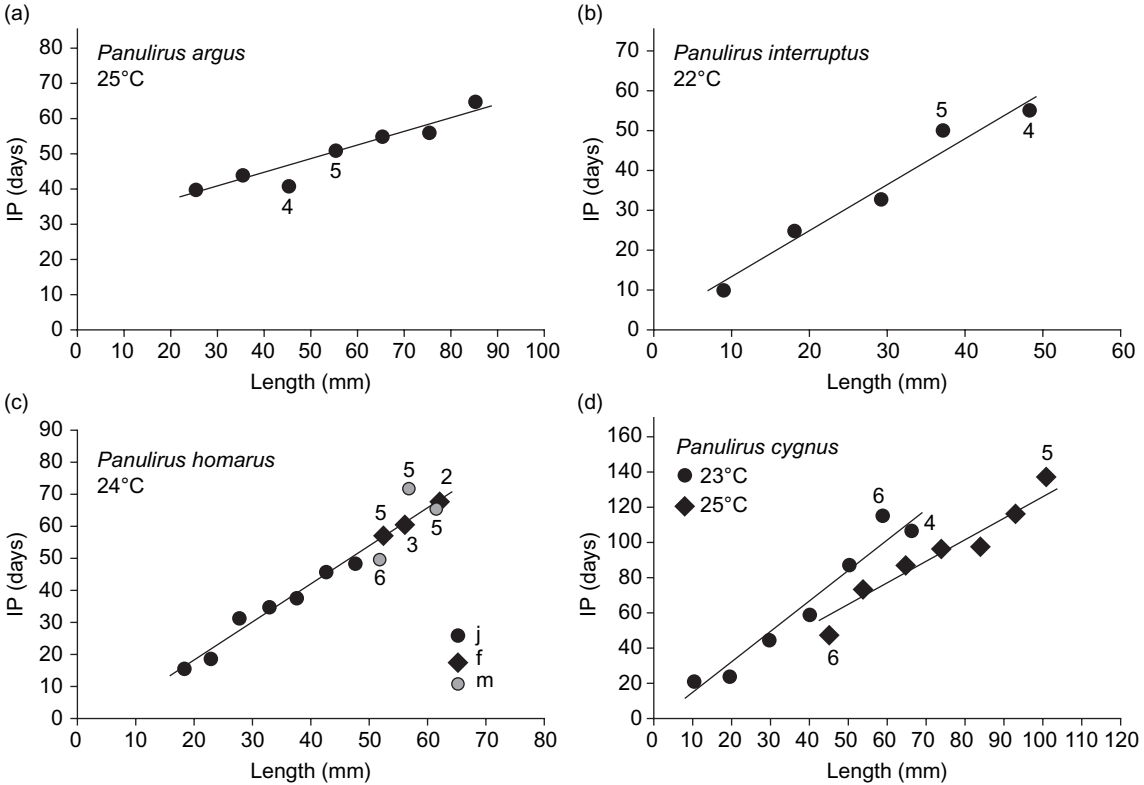 (a)
Panulirus argus
25°C
80
70
60
50
40
30
20
10
0
IP (days)
5
4
0 10 20 30 40 50 60 70 80 90 100
Length (mm)
(b)
Panulirus interruptus
22°C
70
60
50
40
30
20
10
0
IP (days)
5
4
0 10 20 30 40 50 60
Length (mm)
(c)
Panulirus homarus
24°C
90
80
70
60
50
40
30
20
10
0
IP (days)
5 2
5 5
3
6
j
f
m
0 10 20 30 40 50 60 70 80
Length (mm)
(d)
Panulirus cygnus
23°C
25°C
160
140
120
100
80
60
40
20
0
IP (days)
5
6
4
6
0 10 20 30 40 50 60 70 80 90 100 110 120
Length (mm)